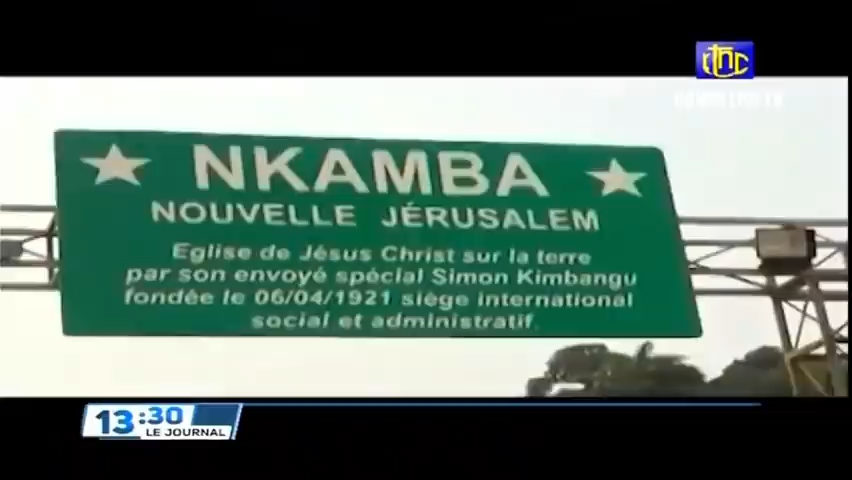 rtnc
NKAMBA
NOUVELLE JÉRUSALEM
Eglise de Jésus Christ sur la terre
par son envoyé spécial Simon Kimbangu
fondée le 06/04/1921 siège international
social et administratif.
13:30
LE JOURNAL